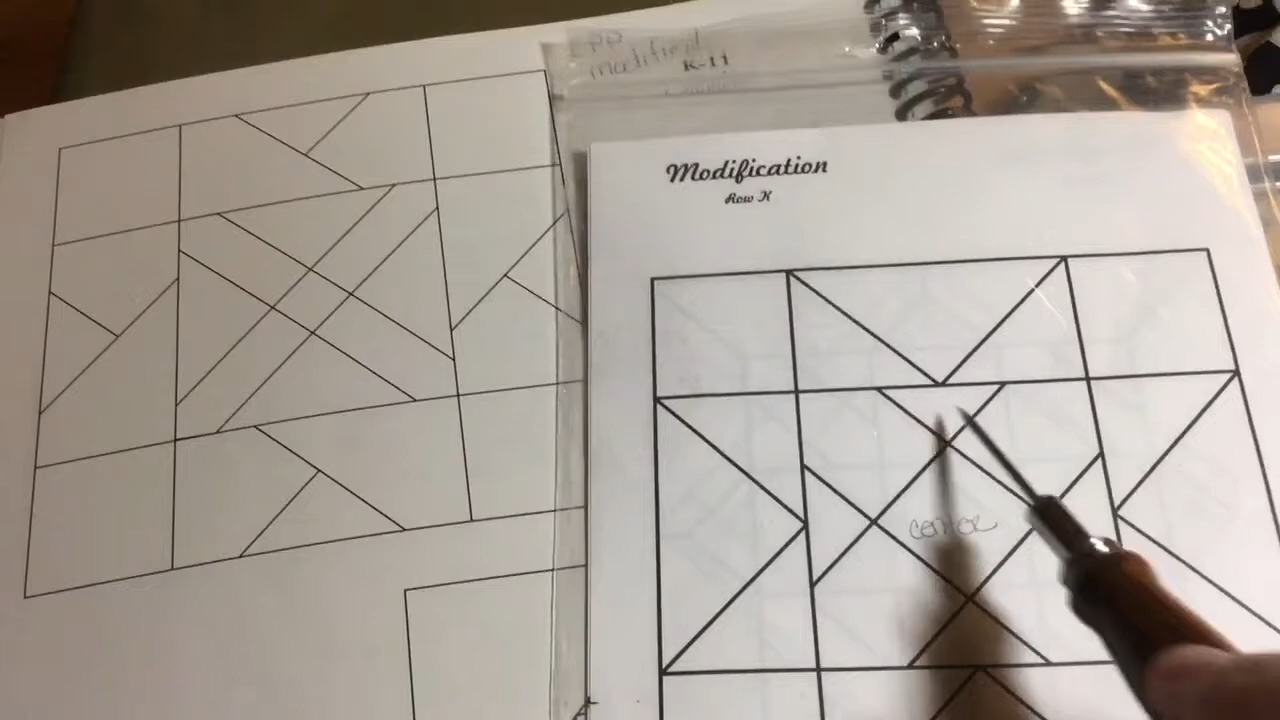 modified
K-11
Modification
Row K
center